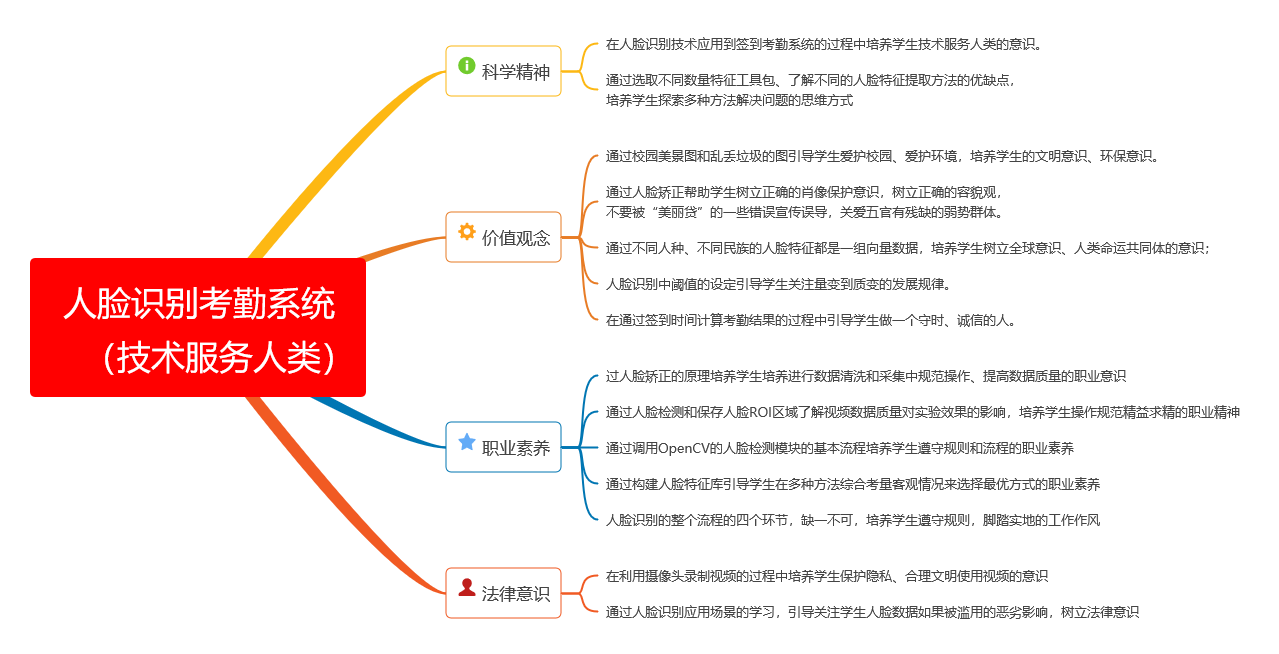 人脸识别考勤系统
（技术服务人类）
科学精神
在人脸识别技术应用到签到考勤系统的过程中培养学生技术服务人类的意识。
通过选取不同数量特征工具包、了解不同的人脸特征提取方法的优缺点，
培养学生探索多种方法解决问题的思维方式
价值观念
通过校园美景图和乱丢垃圾的图引导学生爱护校园、爱护环境，培养学生的文明意识、环保意识。
通过人脸矫正帮助学生树立正确的肖像保护意识，树立正确的容貌观，
不要被“美丽贷”的一些错误宣传误导，关爱五官有残缺的弱势群体。
通过不同人种、不同民族的人脸特征都是一组向量数据，培养学生树立全球意识、人类命运共同体的意识；
人脸识别中阈值的设定引导学生关注量变到质变的发展规律。
在通过签到时间计算考勤结果的过程中引导学生做一个守时、诚信的人。
职业素养
过人脸矫正的原理培养学生培养进行数据清洗和采集中规范操作、提高数据质量的职业意识
通过人脸检测和保存人脸ROI区域了解视频数据质量对实验效果的影响，培养学生操作规范精益求精的职业精神
通过调用OpenCV的人脸检测模块的基本流程培养学生遵守规则和流程的职业素养
通过构建人脸特征库引导学生在多种方法综合考量客观情况来选择最优方式的职业素养
人脸识别的整个流程的四个环节，缺一不可，培养学生遵守规则，脚踏实地的工作作风
法律意识
在利用摄像头录制视频的过程中培养学生保护隐私、合理文明使用视频的意识
通过人脸识别应用场景的学习，引导关注学生人脸数据如果被滥用的恶劣影响，树立法律意识